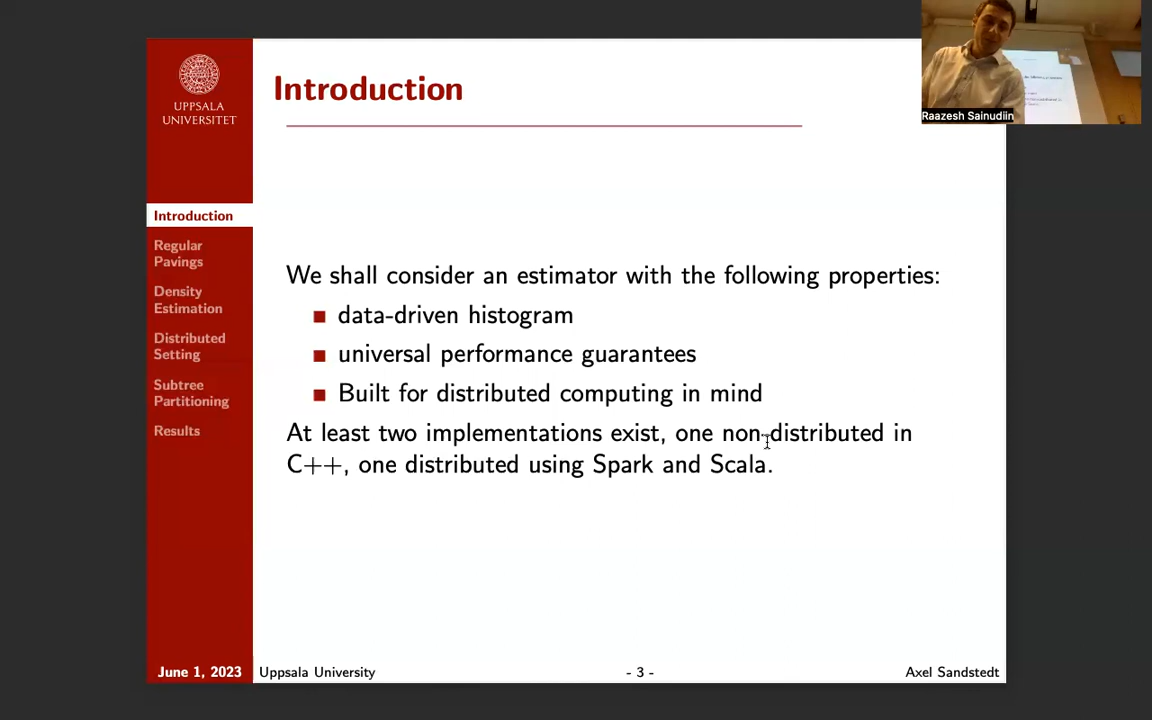 UPPSALA
UNIVERSITET
Introduction
Regular
Pavings
Density
Estimation
Distributed
Setting
Subtree
Partitioning
Results
June 1, 2023
Introduction
We shall consider an estimator with the following properties:
data-driven histogram
universal performance guarantees
Built for distributed computing in mind
At least two implementations exist, one non-distributed in
C++, one distributed using Spark and Scala.
Uppsala University
- 3 -
Axel Sandstedt
Raazesh Sainudiin